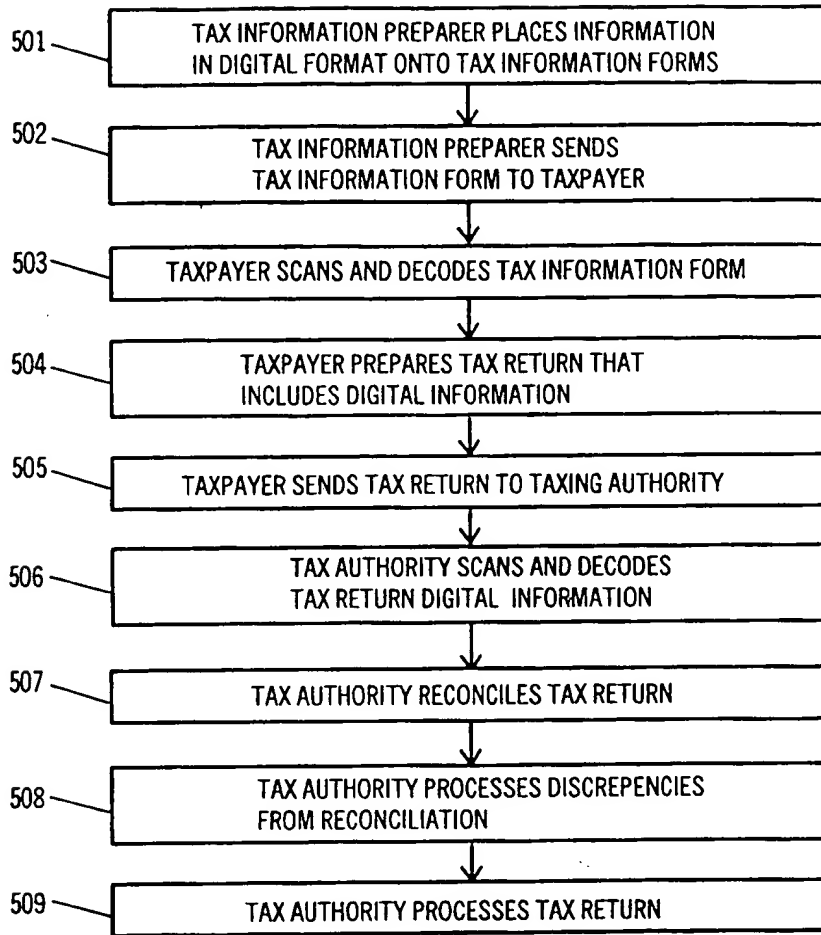 501
TAX INFORMATION PREPARER PLACES INFORMATION
IN DIGITAL FORMAT ONTO TAX INFORMATION FORMS
502
TAX INFORMATION PREPARER SENDS
TAX INFORMATION FORM TO TAXPAYER
503
TAXPAYER SCANS AND DECODES TAX INFORMATION FORM
504
TAXPAYER PREPARES TAX RETURN THAT
INCLUDES DIGITAL INFORMATION
505
TAXPAYER SENDS TAX RETURN TO TAXING AUTHORITY
506
TAX AUTHORITY SCANS AND DECODES
TAX RETURN DIGITAL INFORMATION
507
TAX AUTHORITY RECONCILES TAX RETURN
508
TAX AUTHORITY PROCESSES DISCREPENCIES
FROM RECONCILIATION
509
TAX AUTHORITY PROCESSES TAX RETURN